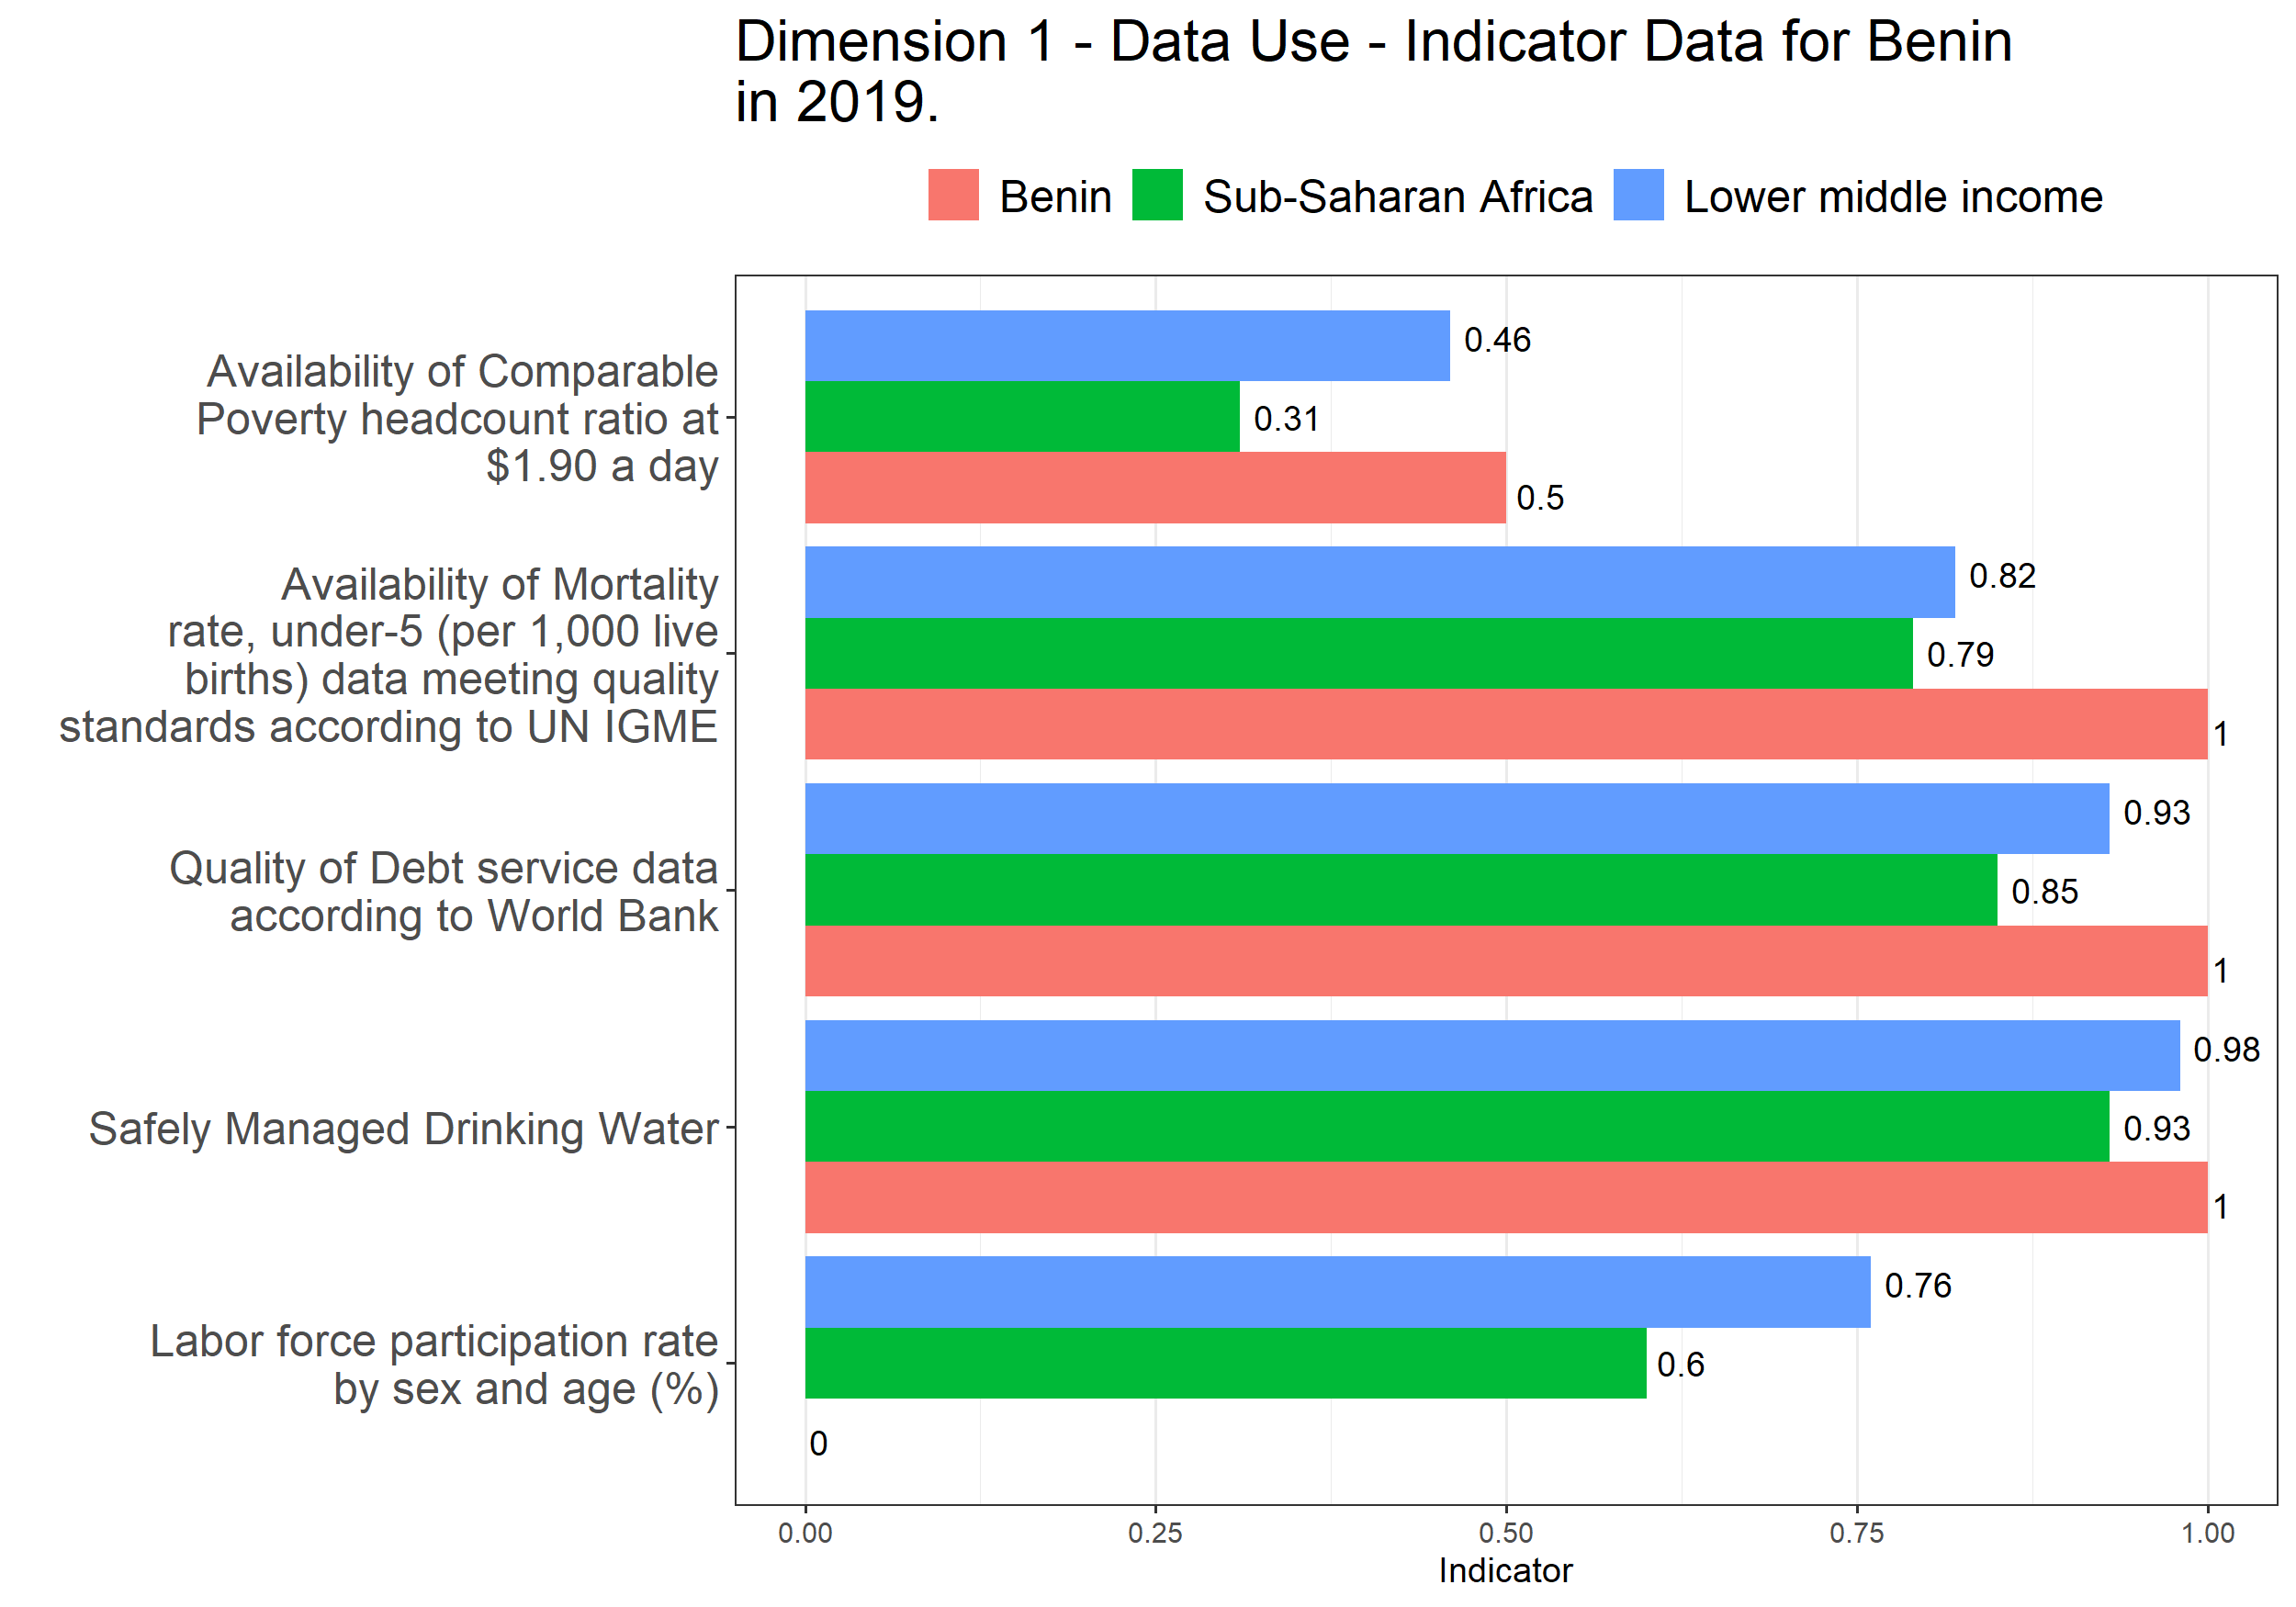 Dimension 1 - Data Use - Indicator Data for Benin
in 2019.
Benin Sub-Saharan Africa Lower middle income
Availability of Comparable
Poverty headcount ratio at
$1.90 a day
0.46
0.31
0.5
Availability of Mortality
rate, under-5 (per 1,000 live
births) data meeting quality
standards according to UN IGME
0.82
0.79
1
Quality of Debt service data
according to World Bank
0.93
0.85
1
Safely Managed Drinking Water
0.98
0.93
1
Labor force participation rate
by sex and age (%)
0.76
0.6
0
0.00 0.25 0.50 0.75 1.00
Indicator